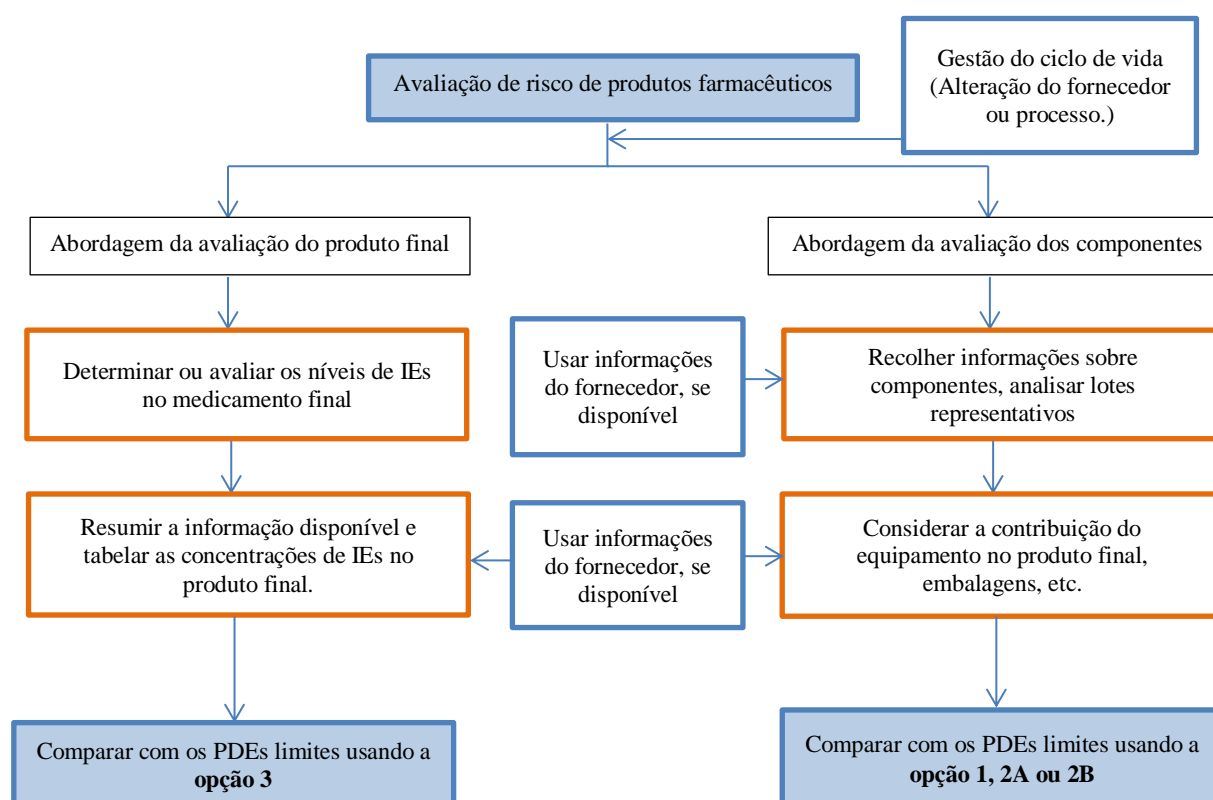 Gestão do ciclo de vida
(Alteração do fornecedor
ou processo.)
Avaliação de risco de produtos farmacêuticos
Abordagem da avaliação do produto final
Abordagem da avaliação dos componentes
Determinar ou avaliar os níveis de IEs
no medicamento final
Usar informações
do fornecedor, se
disponível
Recolher informações sobre
componentes, analisar lotes
representativos
Resumir a informação disponível e
tabelar as concentrações de IEs no
produto final.
Usar informações
do fornecedor, se
disponível
Considerar a contribuição do
equipamento no produto final,
embalagens, etc.
Comparar com os PDEs limites usando a
opção 3
Comparar com os PDEs limites usando a
opção 1, 2A ou 2B